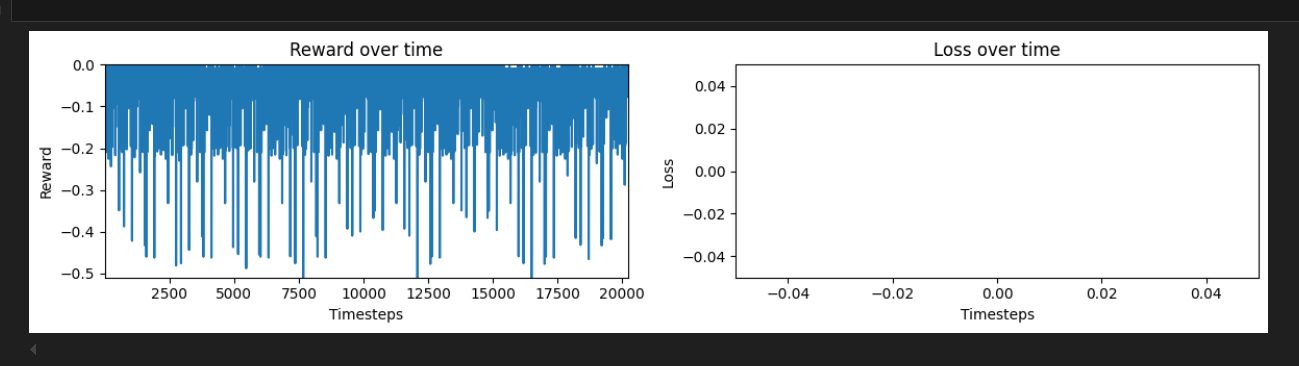 Reward over time
0.0
−0.1
−0.2
−0.3
−0.4
−0.5
Reward
2500 5000 7500 10000 12500 15000 17500 20000
Timesteps
Loss over time
0.04
0.02
0.00
−0.02
−0.04
Loss
−0.04 −0.02 0.00 0.02 0.04
Timesteps